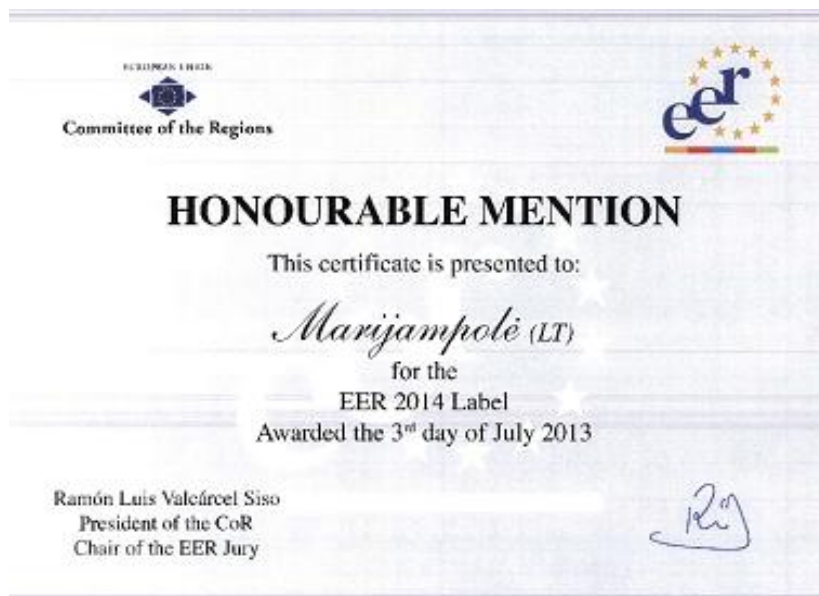 EUROPEAN UNION
Committee of the Regions
eer
HONOURABLE MENTION
This certificate is presented to:
Marijampolė (LT)
for the
EER 2014 Label
Awarded the 3rd day of July 2013
Ramón Luis Valcárcel Siso
President of the CoR
Chair of the EER Jury